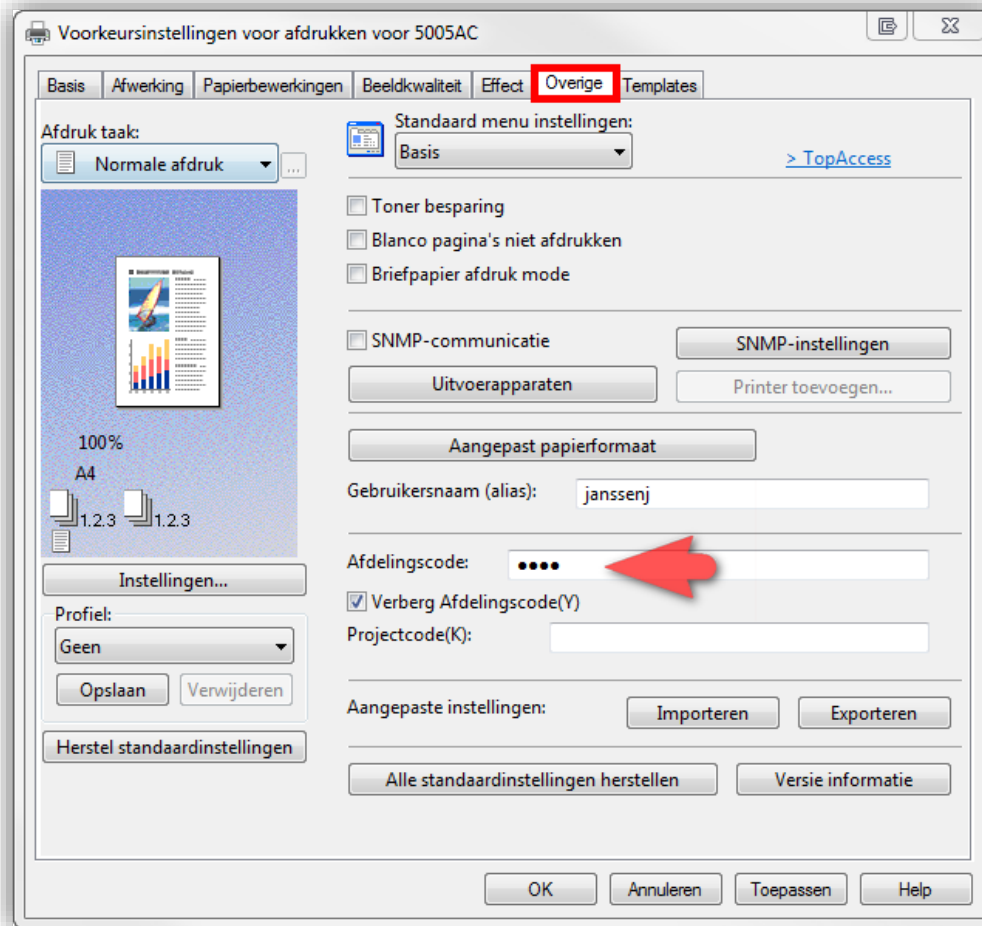 Voorkeursinstellingen voor afdrukken voor 5005AC
Basis Afwerking Papierbewerkingen Beeldkwaliteit Effect Overige Templates
Afdruk taak:
Normale afdruk
...
100%
A4
1.2.3 1.2.3
Instellingen...
Profiel:
Geen
Opslaan Verwijderen
Herstel standaardinstellingen
Standaard menu instellingen:
Basis
> TopAccess
Toner besparing
Blanco pagina's niet afdrukken
Briefpapier afdruk mode
SNMP-communicatie SNMP-instellingen
Uitvoerapparaten Printer toevoegen...
Aangepast papierformaat
Gebruikersnaam (alias): janssenj
Afdelingscode: ●●●●
Verberg Afdelingscode(Y)
Projectcode(K):
Aangepaste instellingen: Importeren Exporteren
Alle standaardinstellingen herstellen Versie informatie
OK Annuleren Toepassen Help